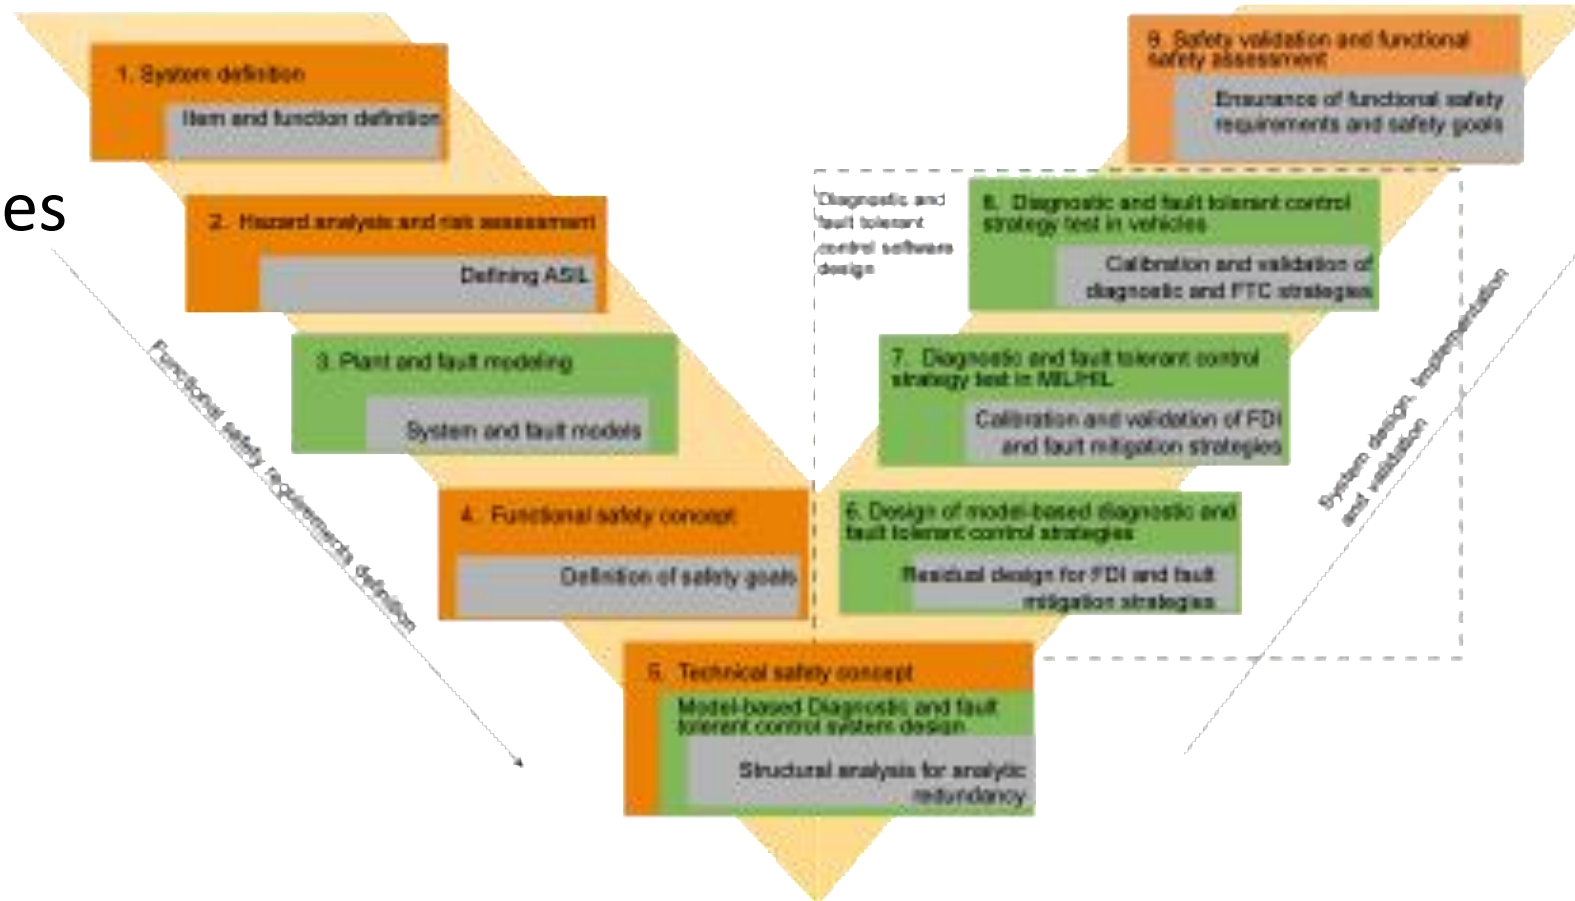 1. System definition
Item and function definition
es
2. Hazard analysis and risk assessment
Defining ASIL
3. Plant and fault modeling
System and fault models
4. Functional safety concept
Definition of safety goals
5. Technical safety concept
Model-based Diagnostic and fault
tolerent control system design
Structural analysis for analytic
redundancy
6. Design of model-based diagnostic and
fault tolerant control strategies
Residual design for FDI and fault
mitigation strategies
7. Diagnostic and fault tolerant control
strategy test in MIL/HIL
Calibration and validation of FDI
and fault mitigation strategies
8. Diagnostic and fault tolerant control
strategy test in vehicles
Calibration and validation of
diagnostic and FTC strategies
9. Safety validation and functional
safety assessment
Ensurance of functional safety
requirements and safety goals
Diagnostic and
fault tolerant
control software
design
Functional safety requirements definition
System design, implementation
and validation